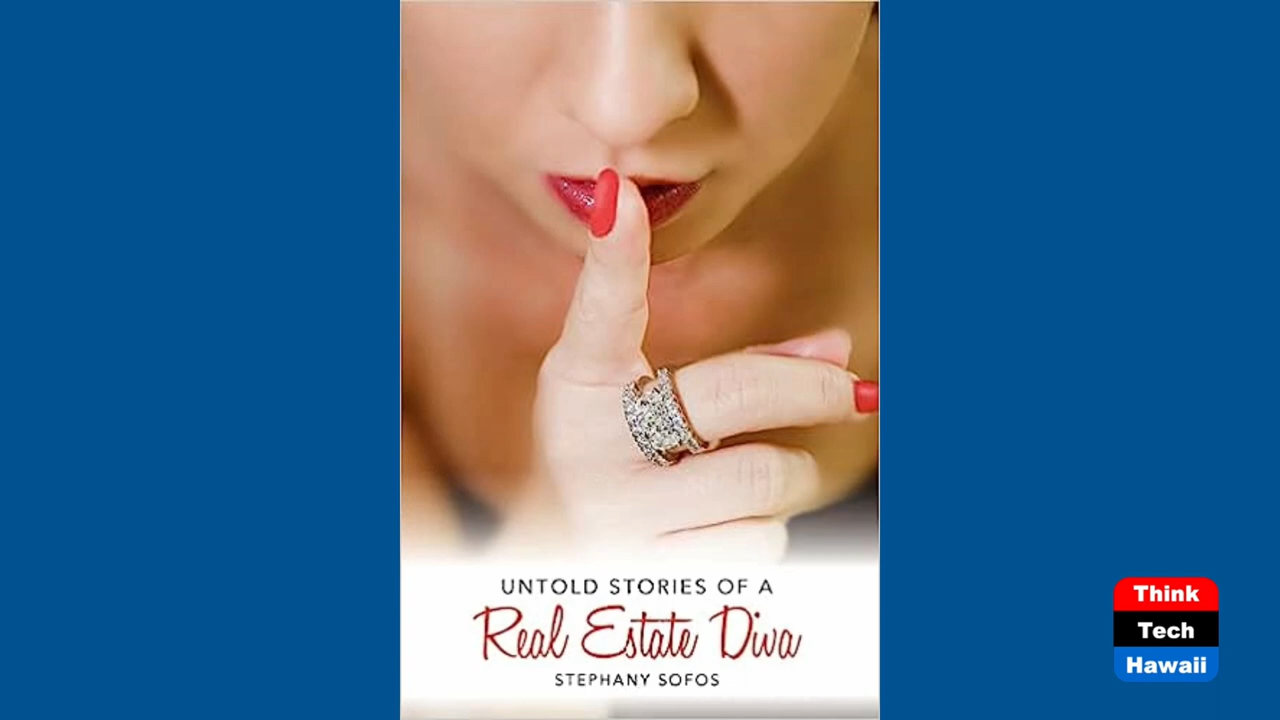 UNTOLD STORIES OF A
Real Estate Diva
STEPHANY SOFOS
Think
Tech
Hawaii